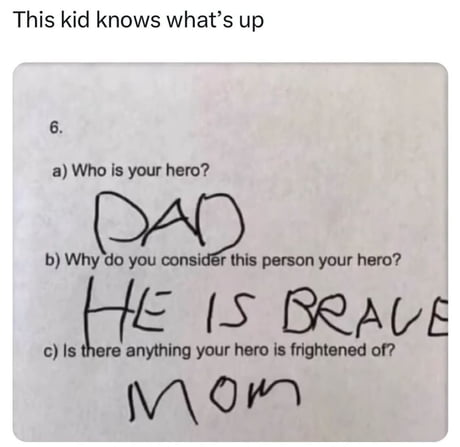 This kid knows what’s up
6.
a) Who is your hero?
DAD
b) Why do you consider this person your hero?
HE IS BRAVE
c) Is there anything your hero is frightened of?
MOM